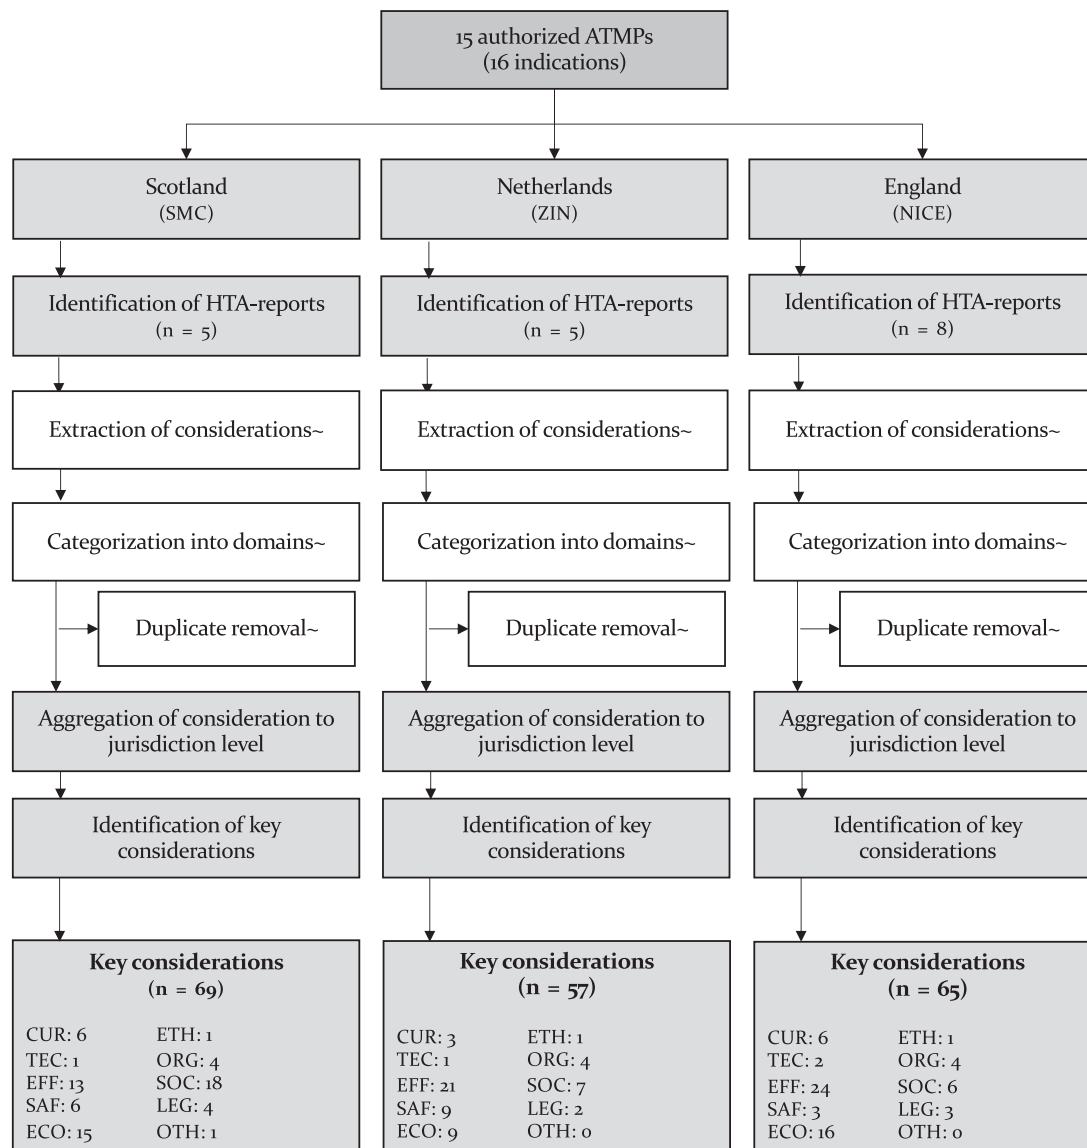 15 authorized ATMPs
(16 indications)
Scotland
(SMC)
Netherlands
(ZIN)
England
(NICE)
Identification of HTA-reports
(n = 5)
Identification of HTA-reports
(n = 5)
Identification of HTA-reports
(n = 8)
Extraction of considerations~
Extraction of considerations~
Extraction of considerations~
Categorization into domains~
Categorization into domains~
Categorization into domains~
Duplicate removal~
Duplicate removal~
Duplicate removal~
Aggregation of consideration to
jurisdiction level
Aggregation of consideration to
jurisdiction level
Aggregation of consideration to
jurisdiction level
Identification of key
considerations
Identification of key
considerations
Identification of key
considerations
Key considerations
(n = 69)
CUR: 6 ETH: 1
TEC: 1 ORG: 4
EFF: 13 SOC: 18
SAF: 6 LEG: 4
ECO: 15 OTH: 1
Key considerations
(n = 57)
CUR: 3 ETH: 1
TEC: 1 ORG: 4
EFF: 21 SOC: 7
SAF: 9 LEG: 2
ECO: 9 OTH: 0
Key considerations
(n = 65)
CUR: 6 ETH: 1
TEC: 2 ORG: 4
EFF: 24 SOC: 6
SAF: 3 LEG: 3
ECO: 16 OTH: 0